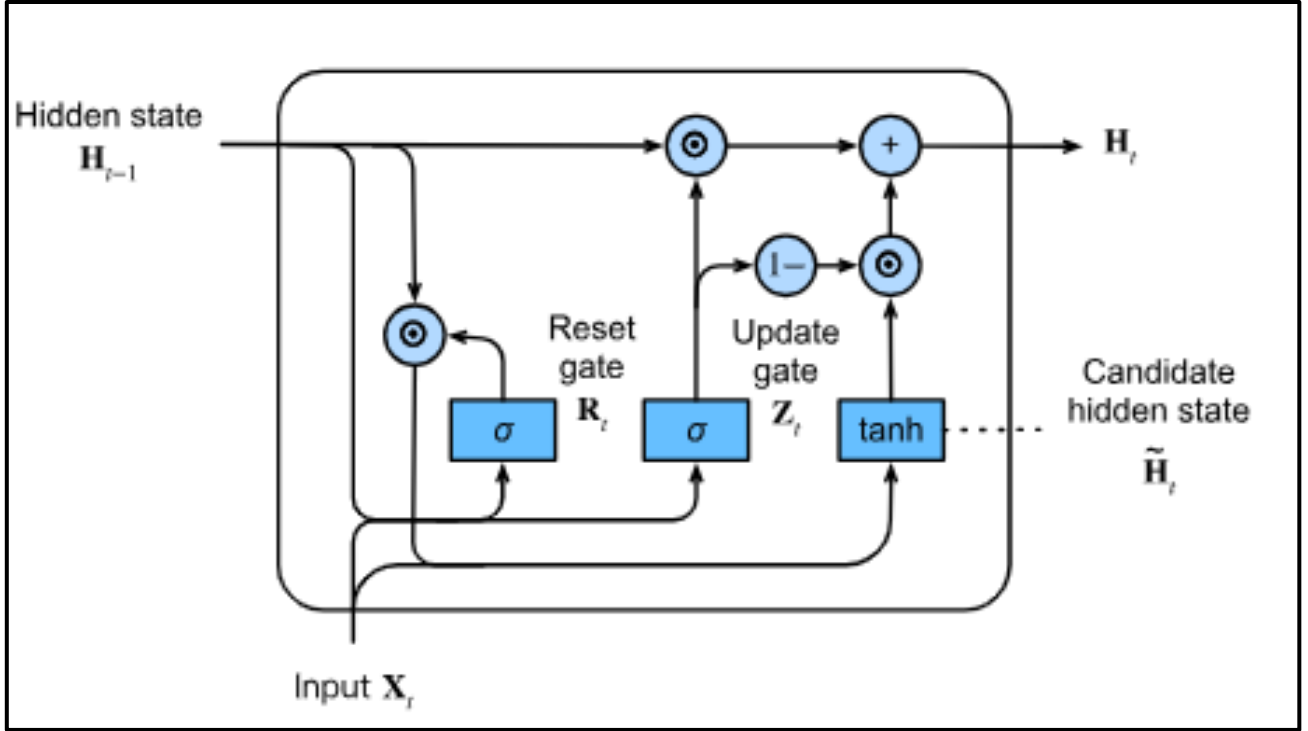 Hidden state
H_{t−1}
⊙
+
H_t
1−
⊙
⊙
Reset
gate
R_t
Update
gate
Z_t
σ
σ
tanh
Candidate
hidden state
H̃_t
Input X_t